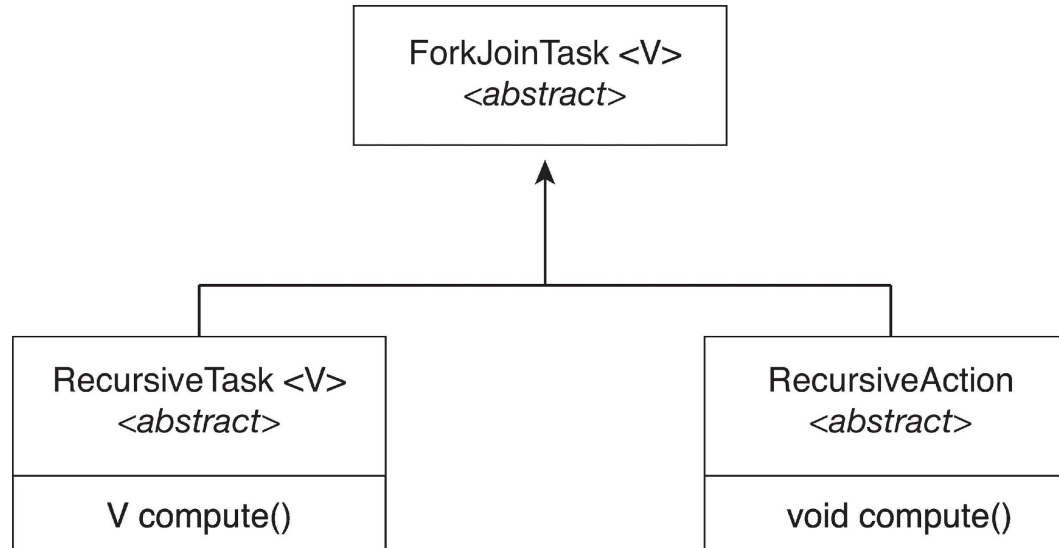 ForkJoinTask <V>
<abstract>
RecursiveTask <V>
<abstract>
V compute()
RecursiveAction
<abstract>
void compute()